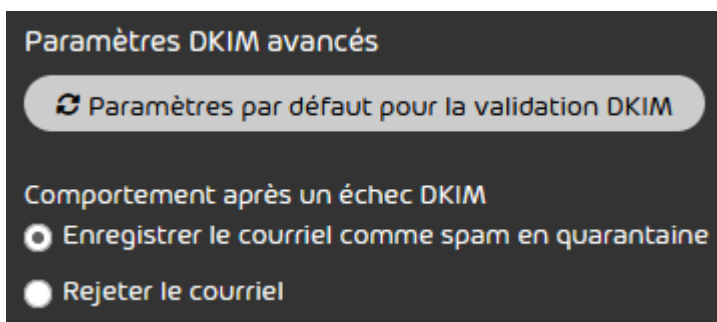 Paramètres DKIM avancés
Paramètres par défaut pour la validation DKIM
Comportement après un échec DKIM
Enregistrer le courriel comme spam en quarantaine
Rejeter le courriel